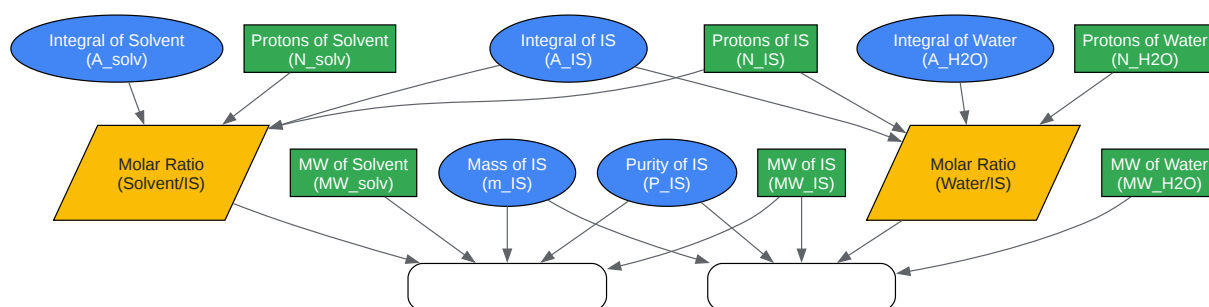 Integral of Solvent
(A_solv)
Protons of Solvent
(N_solv)
Integral of IS
(A_IS)
Protons of IS
(N_IS)
Integral of Water
(A_H2O)
Protons of Water
(N_H2O)
Molar Ratio
(Solvent/IS)
MW of Solvent
(MW_solv)
Mass of IS
(m_IS)
Purity of IS
(P_IS)
MW of IS
(MW_IS)
Molar Ratio
(Water/IS)
MW of Water
(MW_H2O)